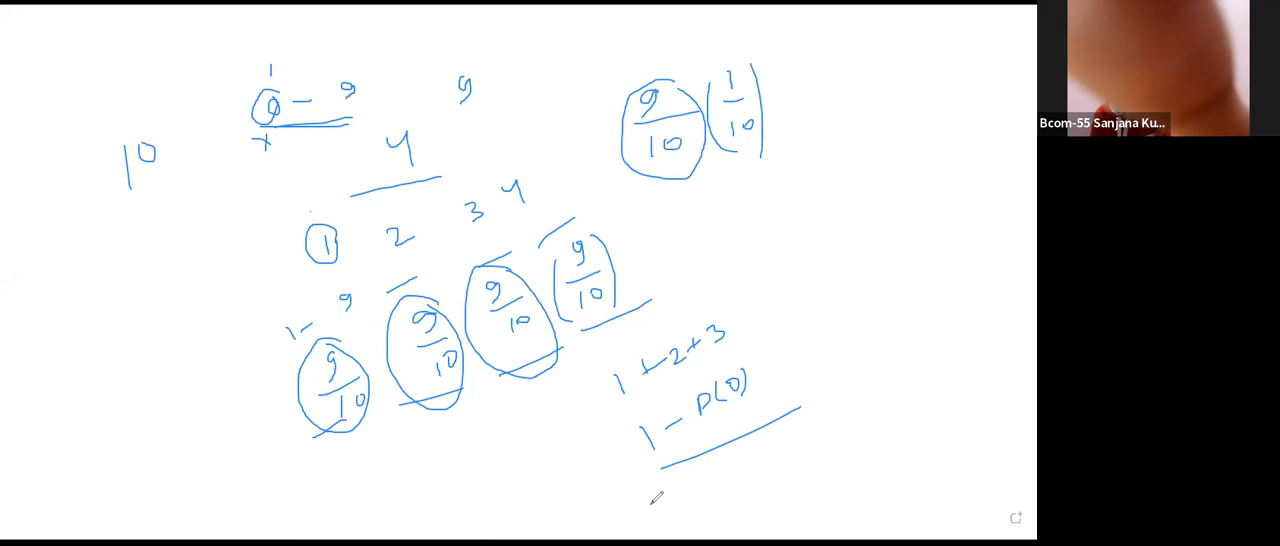 1
0 - 9
9
x
10
4
9/10 (1/10)
1 2 3 4
1 - 9
9/10 9/10 9/10 (9/10)
1 + 2 + 3
1 - P(0)
Bcom-55 Sanjana Ku...